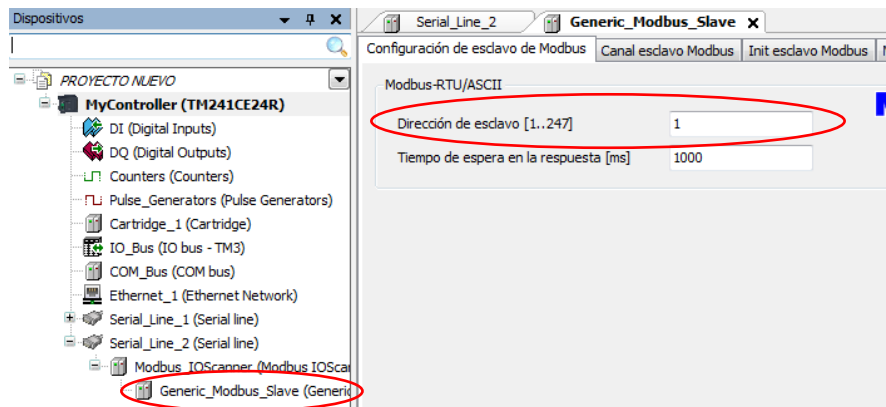 Dispositivos
PROYECTO NUEVO
MyController (TM241CE24R)
DI (Digital Inputs)
DQ (Digital Outputs)
Counters (Counters)
Pulse_Generators (Pulse Generators)
Cartridge_1 (Cartridge)
IO_Bus (IO bus - TM3)
COM_Bus (COM bus)
Ethernet_1 (Ethernet Network)
Serial_Line_1 (Serial line)
Serial_Line_2 (Serial line)
Modbus_IOScanner (Modbus IOScan
Generic_Modbus_Slave (Generic
Serial_Line_2 Generic_Modbus_Slave
Configuración de esclavo de Modbus Canal esclavo Modbus Init esclavo Modbus
Modbus-RTU/ASCII
Dirección de esclavo [1..247] 1
Tiempo de espera en la respuesta [ms] 1000